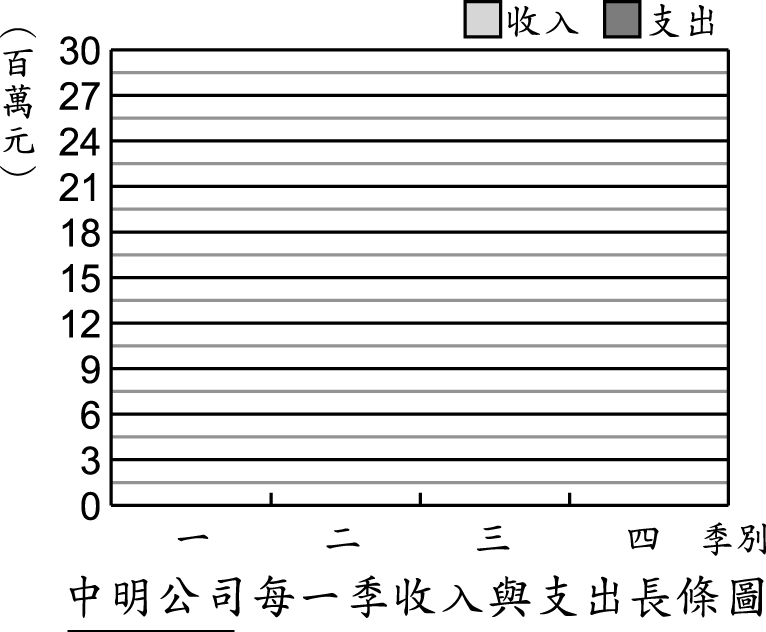 收入 支出
（百萬元）
30
27
24
21
18
15
12
9
6
3
0
一 二 三 四 季別
中明公司每一季收入與支出長條圖